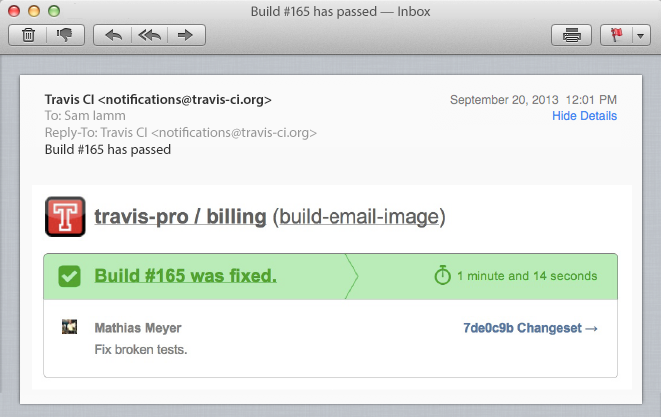 Build #165 has passed — Inbox
Travis CI <notifications@travis-ci.org>
September 20, 2013 12:01 PM
To: Sam Iamm
Hide Details
Reply-To: Travis CI <notifications@travis-ci.org>
Build #165 has passed
T
travis-pro / billing (build-email-image)
Build #165 was fixed.
1 minute and 14 seconds
Mathias Meyer
7de0c9b Changeset →
Fix broken tests.